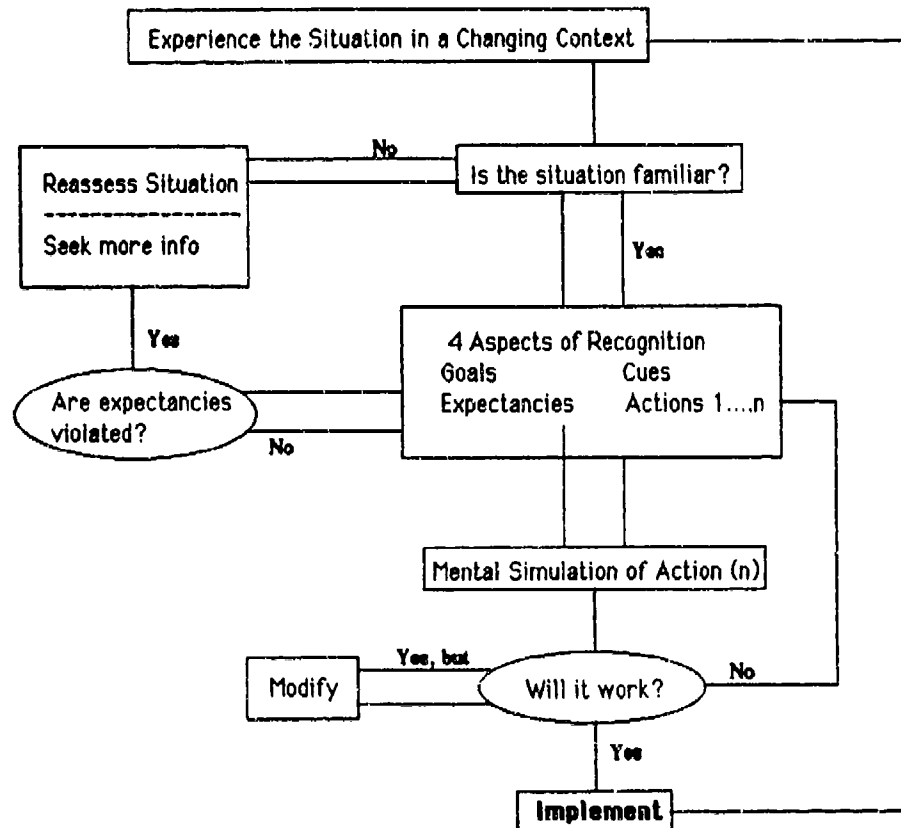 Experience the Situation in a Changing Context
No
Is the situation familiar?
Reassess Situation
Seek more info
Yes
Yes
4 Aspects of Recognition
Goals Cues
Expectancies Actions 1....n
Are expectancies
violated?
No
Mental Simulation of Action (n)
Yes, but
Modify
Will it work?
No
Yes
Implement